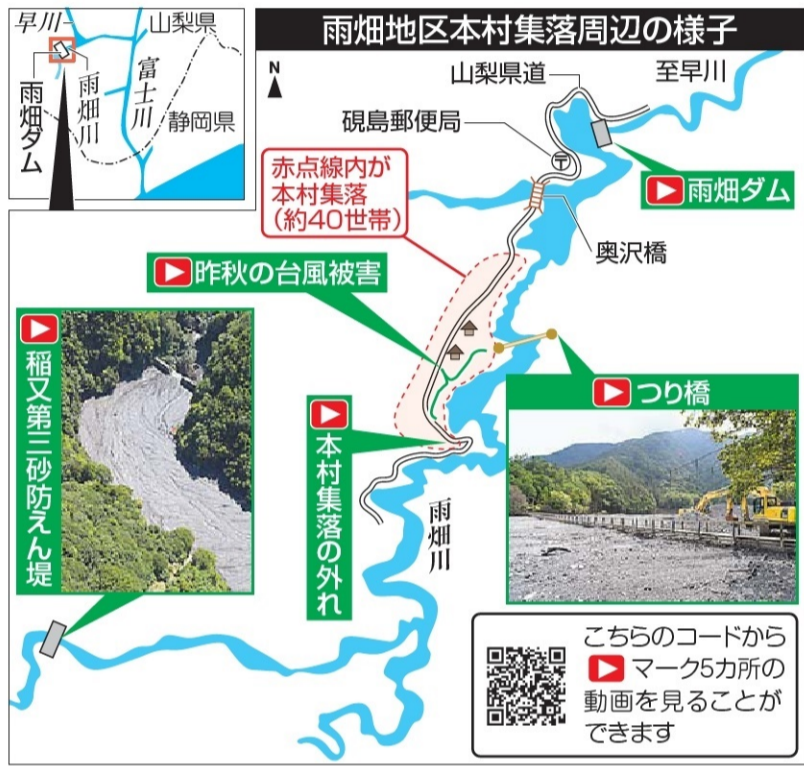 雨畑地区本村集落周辺の様子
早川
山梨県
富士川
雨畑川
雨畑ダム
静岡県
N
山梨県道
至早川
硯島郵便局
〒
赤点線内が
本村集落
(約40世帯)
雨畑ダム
奥沢橋
昨秋の台風被害
稲又第三砂防えん堤
つり橋
本村集落の外れ
雨畑川
こちらのコードから
マーク5カ所の
動画を見ることが
できます